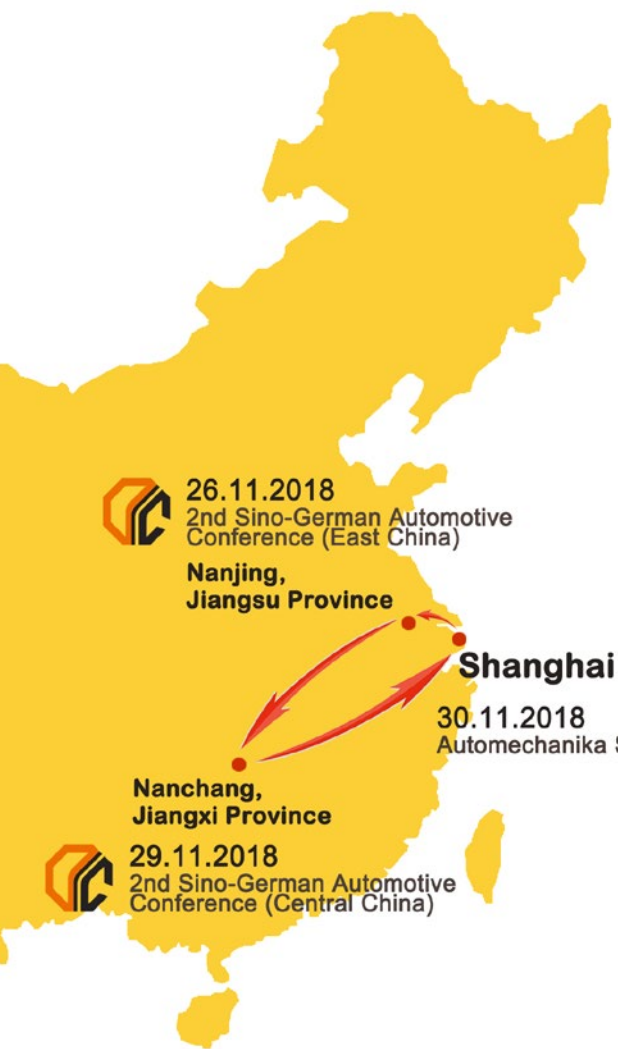 26.11.2018
2nd Sino-German Automotive
Conference (East China)
Nanjing,
Jiangsu Province
Shanghai
30.11.2018
Automechanika
Nanchang,
Jiangxi Province
29.11.2018
2nd Sino-German Automotive
Conference (Central China)